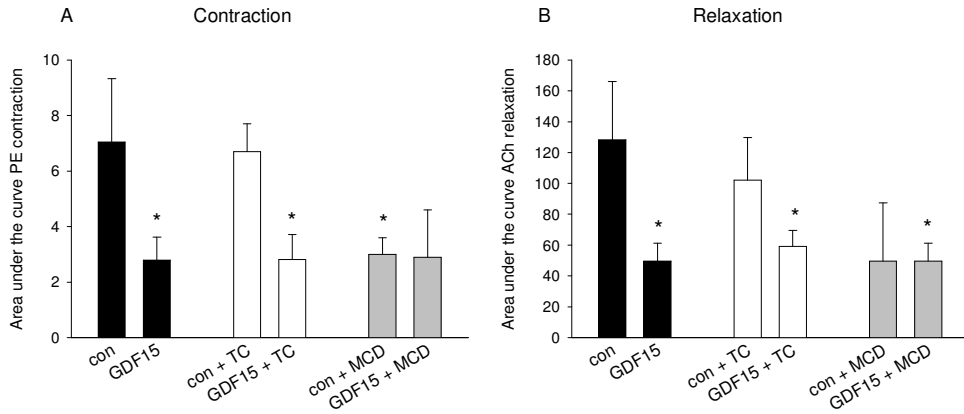 A
Contraction
Area under the curve PE contraction
10
8
6
4
2
0
*
*
*
con
GDF15
con + TC
GDF15 + TC
con + MCD
GDF15 + MCD
B
Relaxation
Area under the curve ACh relaxation
180
160
140
120
100
80
60
40
20
0
*
*
*
con
GDF15
con + TC
GDF15 + TC
con + MCD
GDF15 + MCD